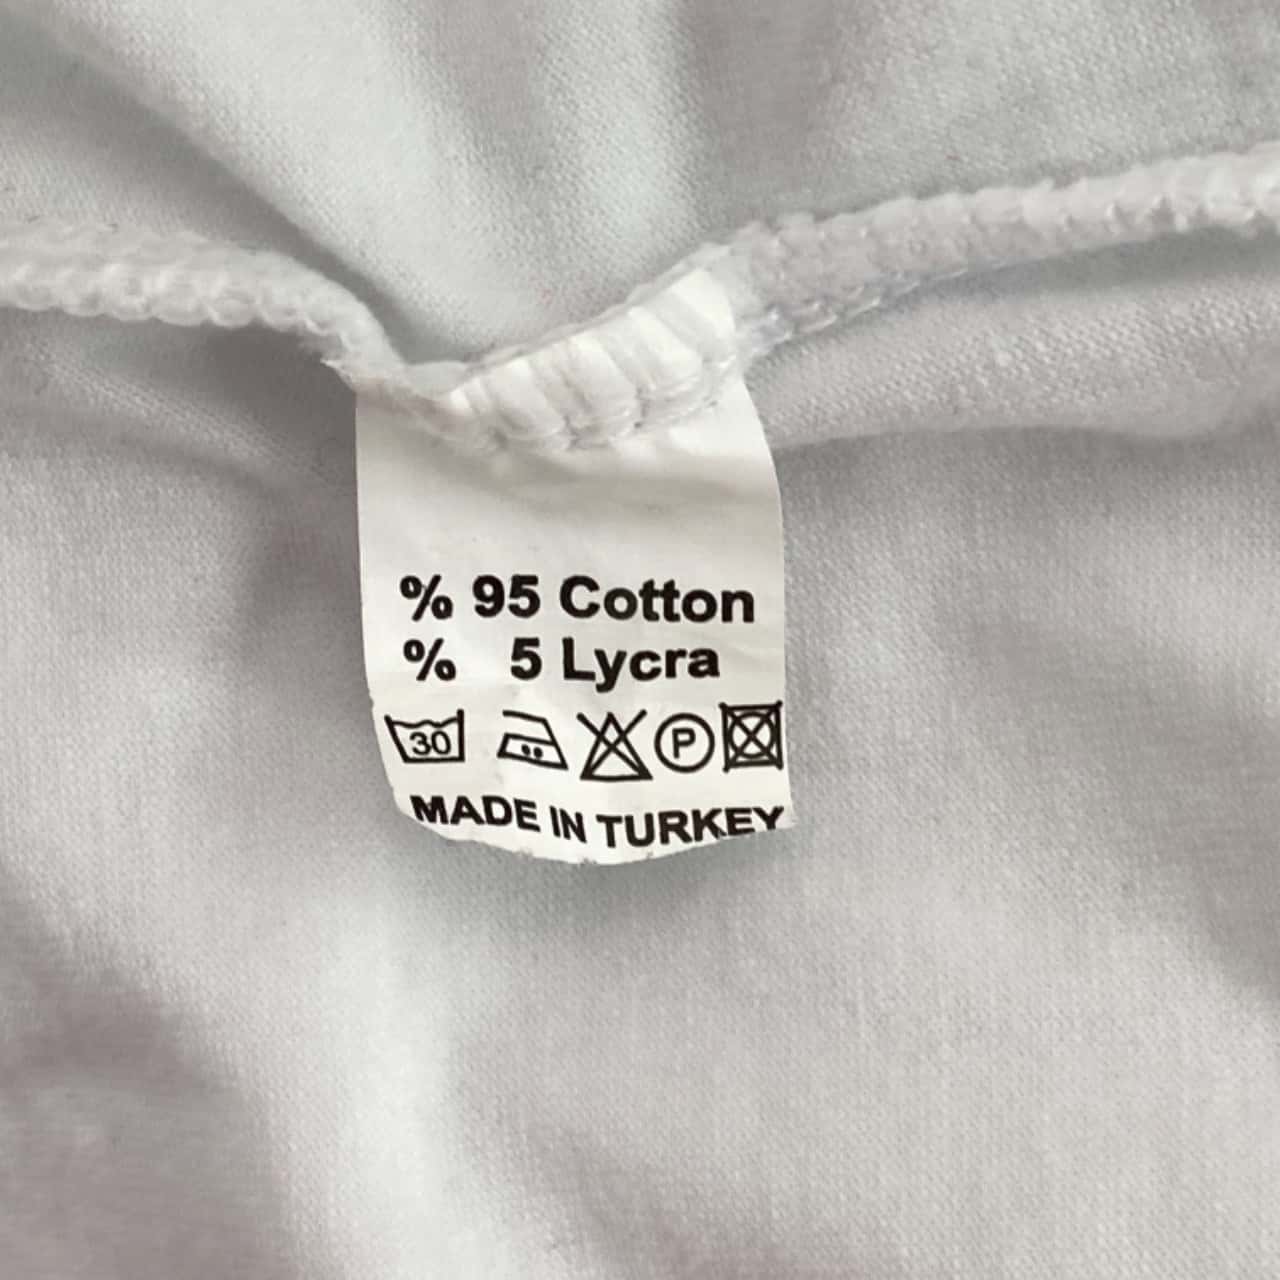 % 95 Cotton
% 5 Lycra
30 P
MADE IN TURKEY